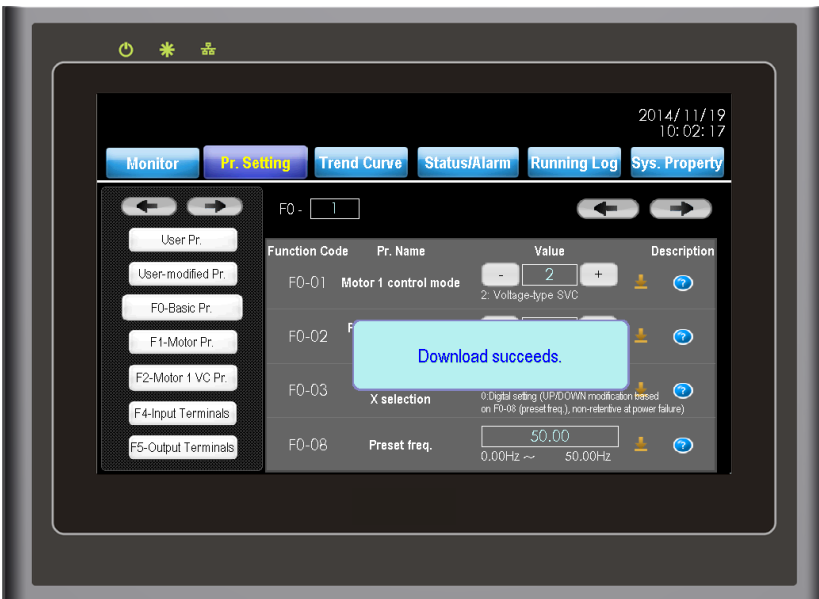 2014/11/19
10:02:17
Monitor
Pr. Setting
Trend Curve
Status/Alarm
Running Log
Sys. Property
F0 - 1
User Pr.
User-modified Pr.
F0-Basic Pr.
F1-Motor Pr.
F2-Motor 1 VC Pr.
F4-Input Terminals
F5-Output Terminals
Function Code Pr. Name Value Description
F0-01 Motor 1 control mode - 2 + ?
2: Voltage-type SVC
F0-02 ?
Download succeeds.
F0-03 X selection ?
0:Digital setting (UP/DOWN modification based
on F0-08 (preset freq.), non-retentive at power failure)
F0-08 Preset freq. 50.00 ?
0.00Hz ~ 50.00Hz